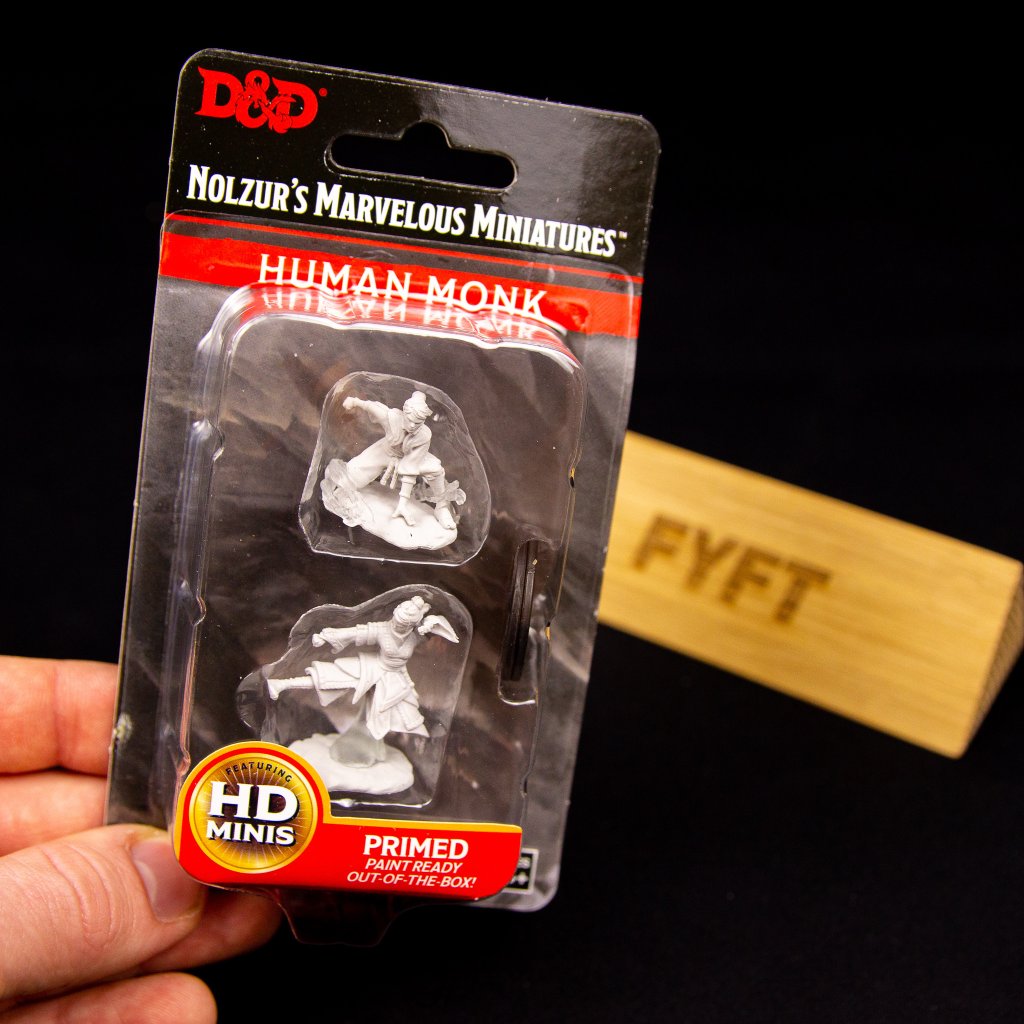 D&D®
NOLZUR'S MARVELOUS MINIATURES™
HUMAN MONK
FYFT
FEATURING
HD
MINIS
PRIMED
PAINT READY
OUT-OF-THE-BOX!